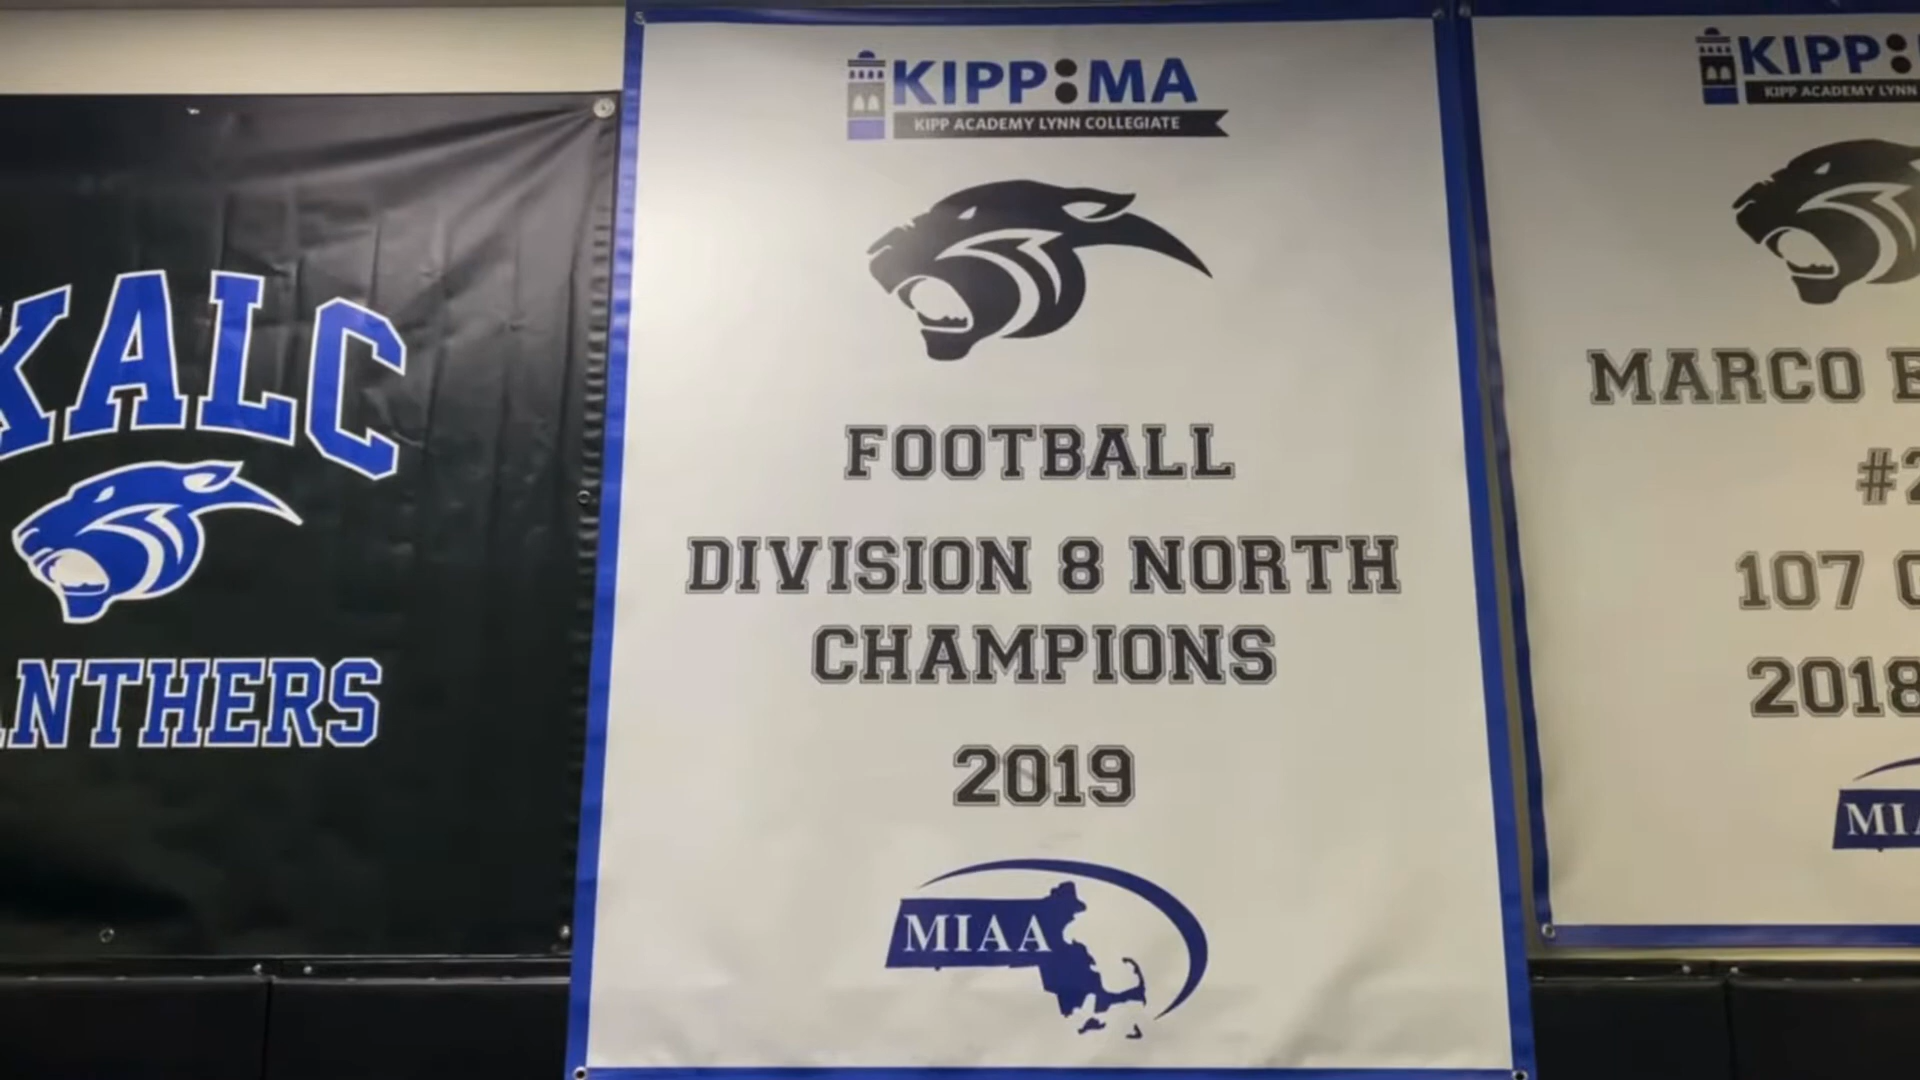 KALC
ANTHERS
KIPP:MA
KIPP ACADEMY LYNN COLLEGIATE
FOOTBALL
DIVISION 8 NORTH
CHAMPIONS
2019
MIAA
KIPP:
KIPP ACADEMY LYNN
MARCO
#2
107
2018
MIA